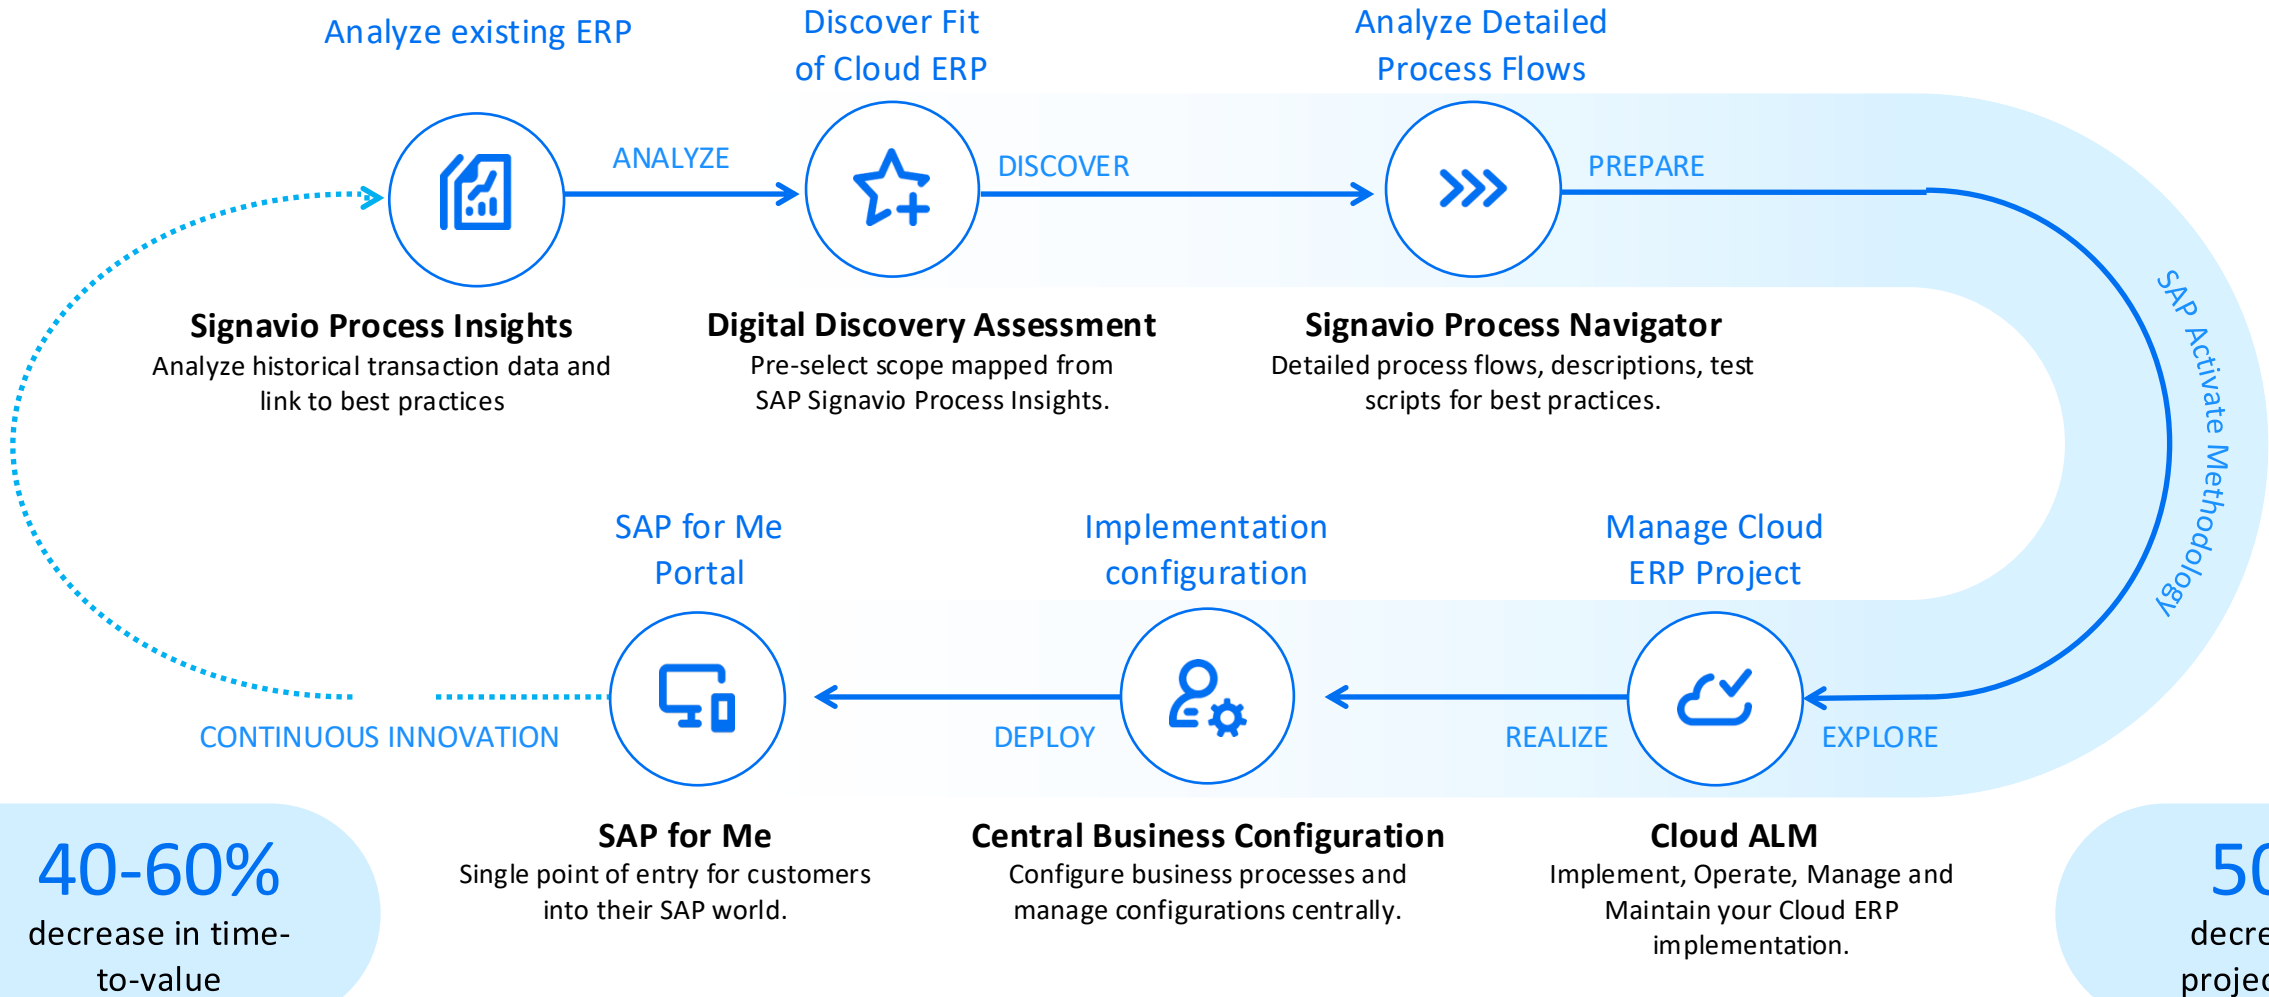 Analyze existing ERP
Discover Fit
of Cloud ERP
Analyze Detailed
Process Flows
ANALYZE
DISCOVER
PREPARE
Signavio Process Insights
Analyze historical transaction data and
link to best practices
Digital Discovery Assessment
Pre-select scope mapped from
SAP Signavio Process Insights.
Signavio Process Navigator
Detailed process flows, descriptions, test
scripts for best practices.
SAP Activate Methodology
SAP for Me
Portal
Implementation
configuration
Manage Cloud
ERP Project
CONTINUOUS INNOVATION
DEPLOY
REALIZE
EXPLORE
SAP for Me
Single point of entry for customers
into their SAP world.
Central Business Configuration
Configure business processes and
manage configurations centrally.
Cloud ALM
Implement, Operate, Manage and
Maintain your Cloud ERP
implementation.
40-60%
decrease in time-
to-value